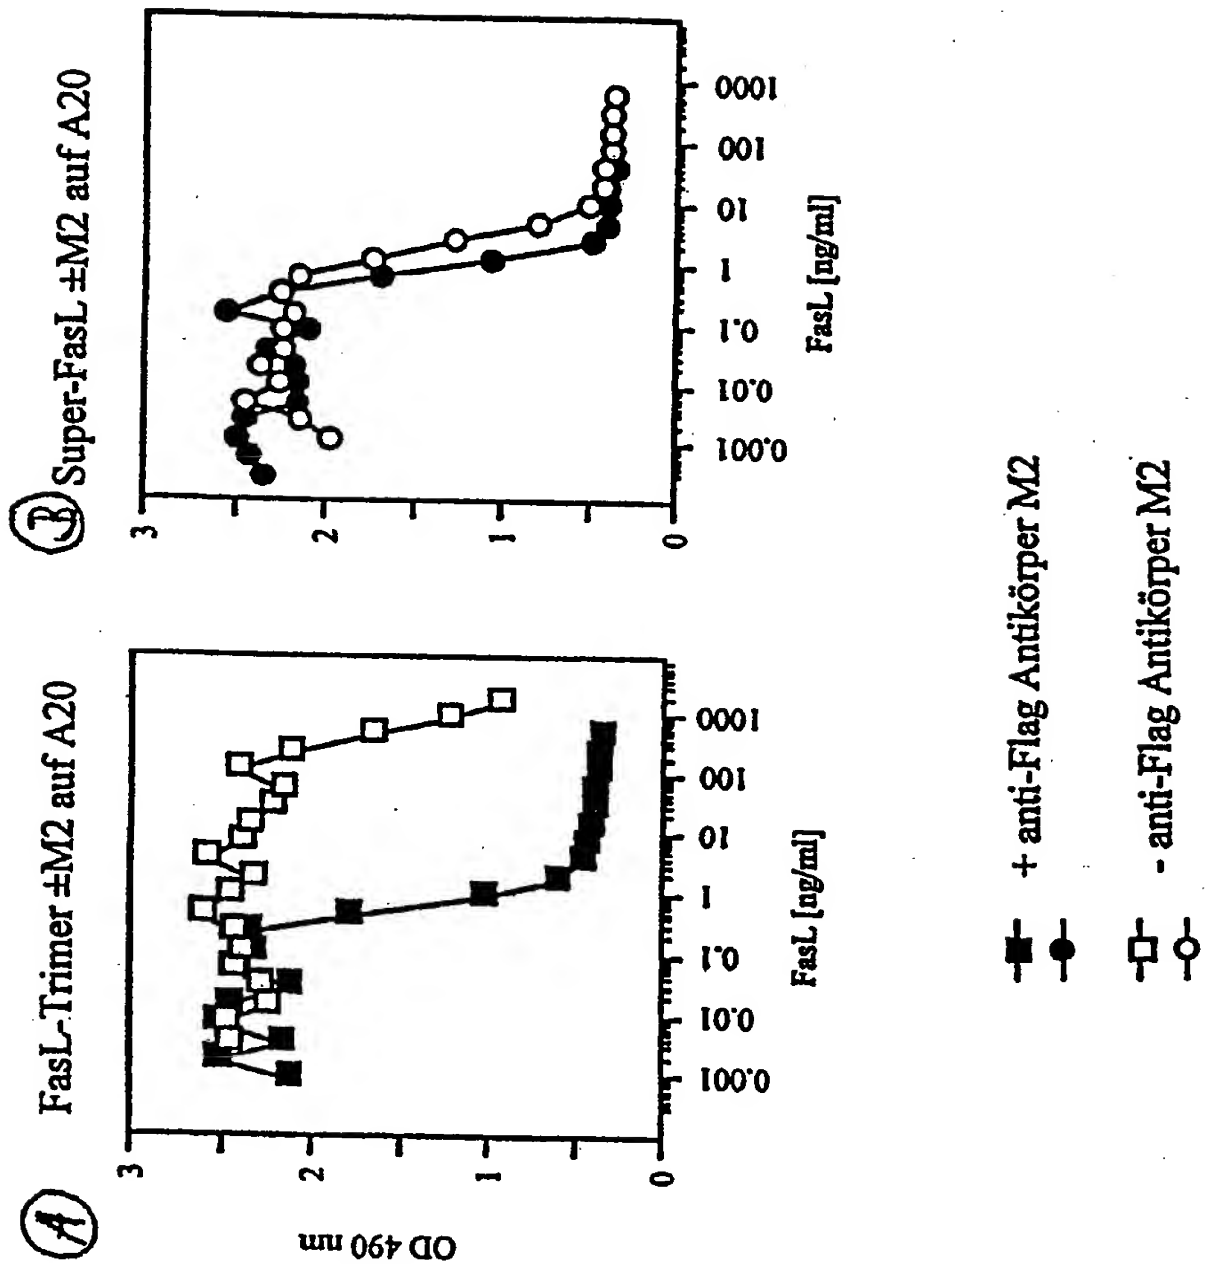 A
FasL-Trimer ±M2 auf A20
OD 490 nm
3
2
1
0
0.001
0.01
0.1
1
10
100
1000
FasL [ng/ml]
B
Super-FasL ±M2 auf A20
3
2
1
0
0.001
0.01
0.1
1
10
100
1000
FasL [ng/ml]
+ anti-Flag Antikörper M2
- anti-Flag Antikörper M2